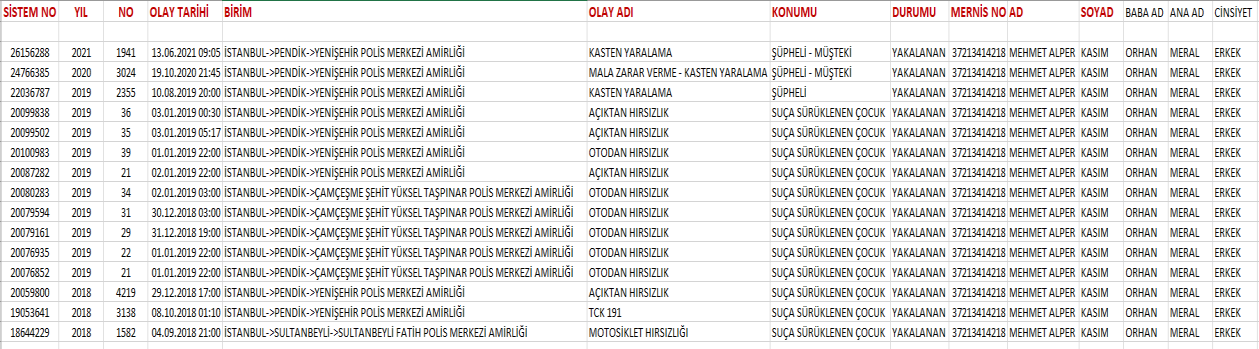 SİSTEM NO YIL NO OLAY TARİHİ BİRİM OLAY ADI KONUMU DURUMU MERNİS NO AD SOYAD BABA AD ANA AD CİNSİYET
26156288 2021 1941 13.06.2021 09:05 İSTANBUL->PENDİK->YENİŞEHİR POLİS MERKEZİ AMİRLİĞİ KASTEN YARALAMA ŞÜPHELİ - MÜŞTEKİ YAKALANAN 37213414218 MEHMET ALPER KASIM ORHAN MERAL ERKEK
24766385 2020 3024 19.10.2020 21:45 İSTANBUL->PENDİK->YENİŞEHİR POLİS MERKEZİ AMİRLİĞİ MALA ZARAR VERME - KASTEN YARALAMA ŞÜPHELİ - MÜŞTEKİ YAKALANAN 37213414218 MEHMET ALPER KASIM ORHAN MERAL ERKEK
22036787 2019 2355 10.08.2019 20:00 İSTANBUL->PENDİK->YENİŞEHİR POLİS MERKEZİ AMİRLİĞİ KASTEN YARALAMA ŞÜPHELİ YAKALANAN 37213414218 MEHMET ALPER KASIM ORHAN MERAL ERKEK
20099838 2019 36 03.01.2019 00:30 İSTANBUL->PENDİK->YENİŞEHİR POLİS MERKEZİ AMİRLİĞİ AÇIKTAN HIRSIZLIK SUÇA SÜRÜKLENEN ÇOCUK YAKALANAN 37213414218 MEHMET ALPER KASIM ORHAN MERAL ERKEK
20099502 2019 35 03.01.2019 05:17 İSTANBUL->PENDİK->YENİŞEHİR POLİS MERKEZİ AMİRLİĞİ AÇIKTAN HIRSIZLIK SUÇA SÜRÜKLENEN ÇOCUK YAKALANAN 37213414218 MEHMET ALPER KASIM ORHAN MERAL ERKEK
20100983 2019 39 01.01.2019 22:00 İSTANBUL->PENDİK->YENİŞEHİR POLİS MERKEZİ AMİRLİĞİ OTODAN HIRSIZLIK SUÇA SÜRÜKLENEN ÇOCUK YAKALANAN 37213414218 MEHMET ALPER KASIM ORHAN MERAL ERKEK
20087282 2019 21 02.01.2019 22:00 İSTANBUL->PENDİK->YENİŞEHİR POLİS MERKEZİ AMİRLİĞİ AÇIKTAN HIRSIZLIK SUÇA SÜRÜKLENEN ÇOCUK YAKALANAN 37213414218 MEHMET ALPER KASIM ORHAN MERAL ERKEK
20080283 2019 34 02.01.2019 03:00 İSTANBUL->PENDİK->ÇAMÇEŞME ŞEHİT YÜKSEL TAŞPINAR POLİS MERKEZİ AMİRLİĞİ OTODAN HIRSIZLIK SUÇA SÜRÜKLENEN ÇOCUK YAKALANAN 37213414218 MEHMET ALPER KASIM ORHAN MERAL ERKEK
20079594 2019 31 30.12.2018 03:00 İSTANBUL->PENDİK->ÇAMÇEŞME ŞEHİT YÜKSEL TAŞPINAR POLİS MERKEZİ AMİRLİĞİ OTODAN HIRSIZLIK SUÇA SÜRÜKLENEN ÇOCUK YAKALANAN 37213414218 MEHMET ALPER KASIM ORHAN MERAL ERKEK
20079161 2019 29 31.12.2018 19:00 İSTANBUL->PENDİK->ÇAMÇEŞME ŞEHİT YÜKSEL TAŞPINAR POLİS MERKEZİ AMİRLİĞİ OTODAN HIRSIZLIK SUÇA SÜRÜKLENEN ÇOCUK YAKALANAN 37213414218 MEHMET ALPER KASIM ORHAN MERAL ERKEK
20076935 2019 22 01.01.2019 22:00 İSTANBUL->PENDİK->ÇAMÇEŞME ŞEHİT YÜKSEL TAŞPINAR POLİS MERKEZİ AMİRLİĞİ OTODAN HIRSIZLIK SUÇA SÜRÜKLENEN ÇOCUK YAKALANAN 37213414218 MEHMET ALPER KASIM ORHAN MERAL ERKEK
20076852 2019 21 01.01.2019 22:00 İSTANBUL->PENDİK->ÇAMÇEŞME ŞEHİT YÜKSEL TAŞPINAR POLİS MERKEZİ AMİRLİĞİ OTODAN HIRSIZLIK SUÇA SÜRÜKLENEN ÇOCUK YAKALANAN 37213414218 MEHMET ALPER KASIM ORHAN MERAL ERKEK
20059800 2018 4219 29.12.2018 17:00 İSTANBUL->PENDİK->YENİŞEHİR POLİS MERKEZİ AMİRLİĞİ AÇIKTAN HIRSIZLIK SUÇA SÜRÜKLENEN ÇOCUK YAKALANAN 37213414218 MEHMET ALPER KASIM ORHAN MERAL ERKEK
19053641 2018 3138 08.10.2018 01:10 İSTANBUL->PENDİK->YENİŞEHİR POLİS MERKEZİ AMİRLİĞİ TCK 191 SUÇA SÜRÜKLENEN ÇOCUK YAKALANAN 37213414218 MEHMET ALPER KASIM ORHAN MERAL ERKEK
18644229 2018 1582 04.09.2018 21:00 İSTANBUL->SULTANBEYLİ->SULTANBEYLİ FATİH POLİS MERKEZİ AMİRLİĞİ MOTOSİKLET HIRSIZLIĞI SUÇA SÜRÜKLENEN ÇOCUK YAKALANAN 37213414218 MEHMET ALPER KASIM ORHAN MERAL ERKEK